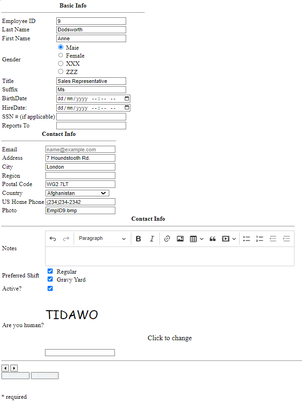 Basic Info
Employee ID 9
Last Name Dodsworth
First Name Anne
Gender Male
Female
XXX
ZZZ
Title Sales Representative
Suffix Ms.
BirthDate dd/mm/yyyy --:-- --
HireDate: dd/mm/yyyy --:-- --
SSN # (if applicable)
Reports To
Contact Info
Email name@example.com
Address 7 Houndstooth Rd.
City London
Region
Postal Code WG2 7LT
Country Afghanistan
US Home Phone (234)234-2342
Photo EmpID9.bmp
Contact Info
Notes Paragraph B I
Preferred Shift Regular
Gravy Yard
Active?
TIDAWO
Are you human?
Click to change
* required